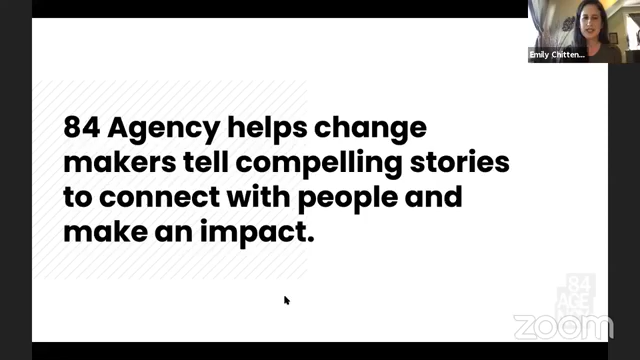 Emily Chitten...
84 Agency helps change
makers tell compelling stories
to connect with people and
make an impact.
84
AGE
zoom